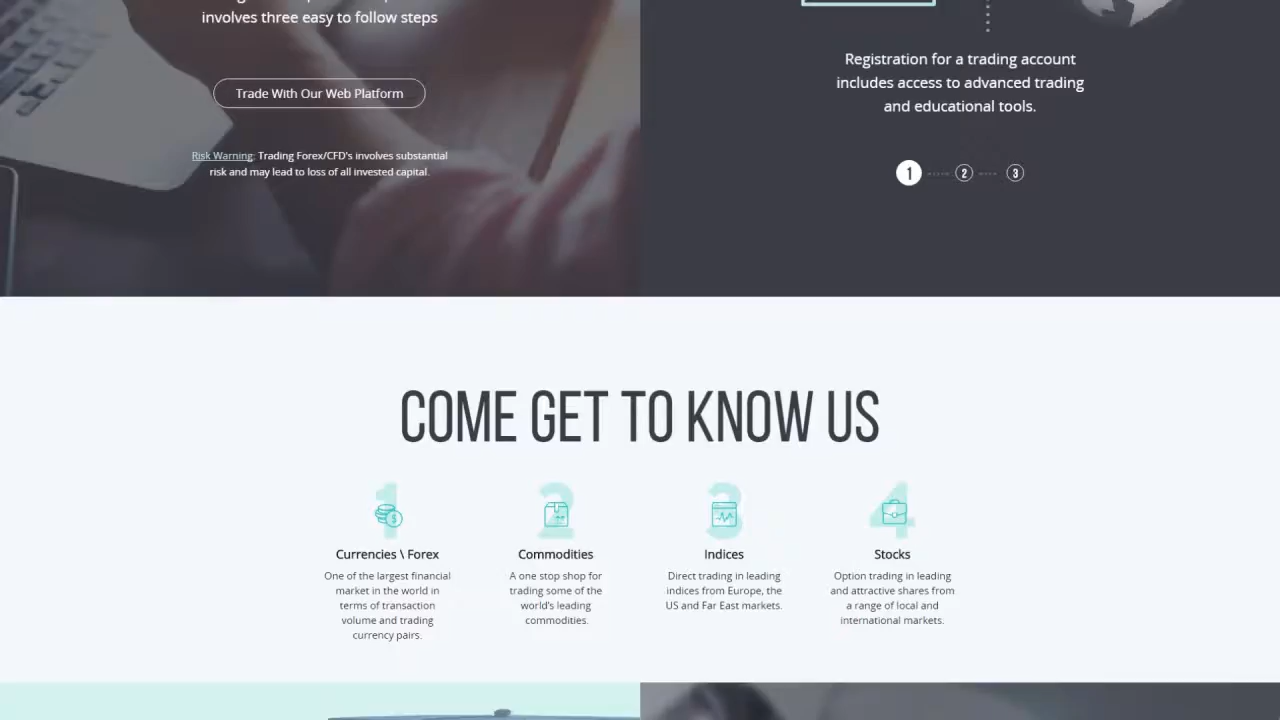 involves three easy to follow steps
Trade With Our Web Platform
Risk Warning: Trading Forex/CFD's involves substantial
risk and may lead to loss of all invested capital.
Registration for a trading account
includes access to advanced trading
and educational tools.
1
2
3
COME GET TO KNOW US
1
Currencies \ Forex
One of the largest financial
market in the world in
terms of transaction
volume and trading
currency pairs.
2
Commodities
A one stop shop for
trading some of the
world's leading
commodities.
3
Indices
Direct trading in leading
indices from Europe, the
US and Far East markets.
4
Stocks
Option trading in leading
and attractive shares from
a range of local and
international markets.